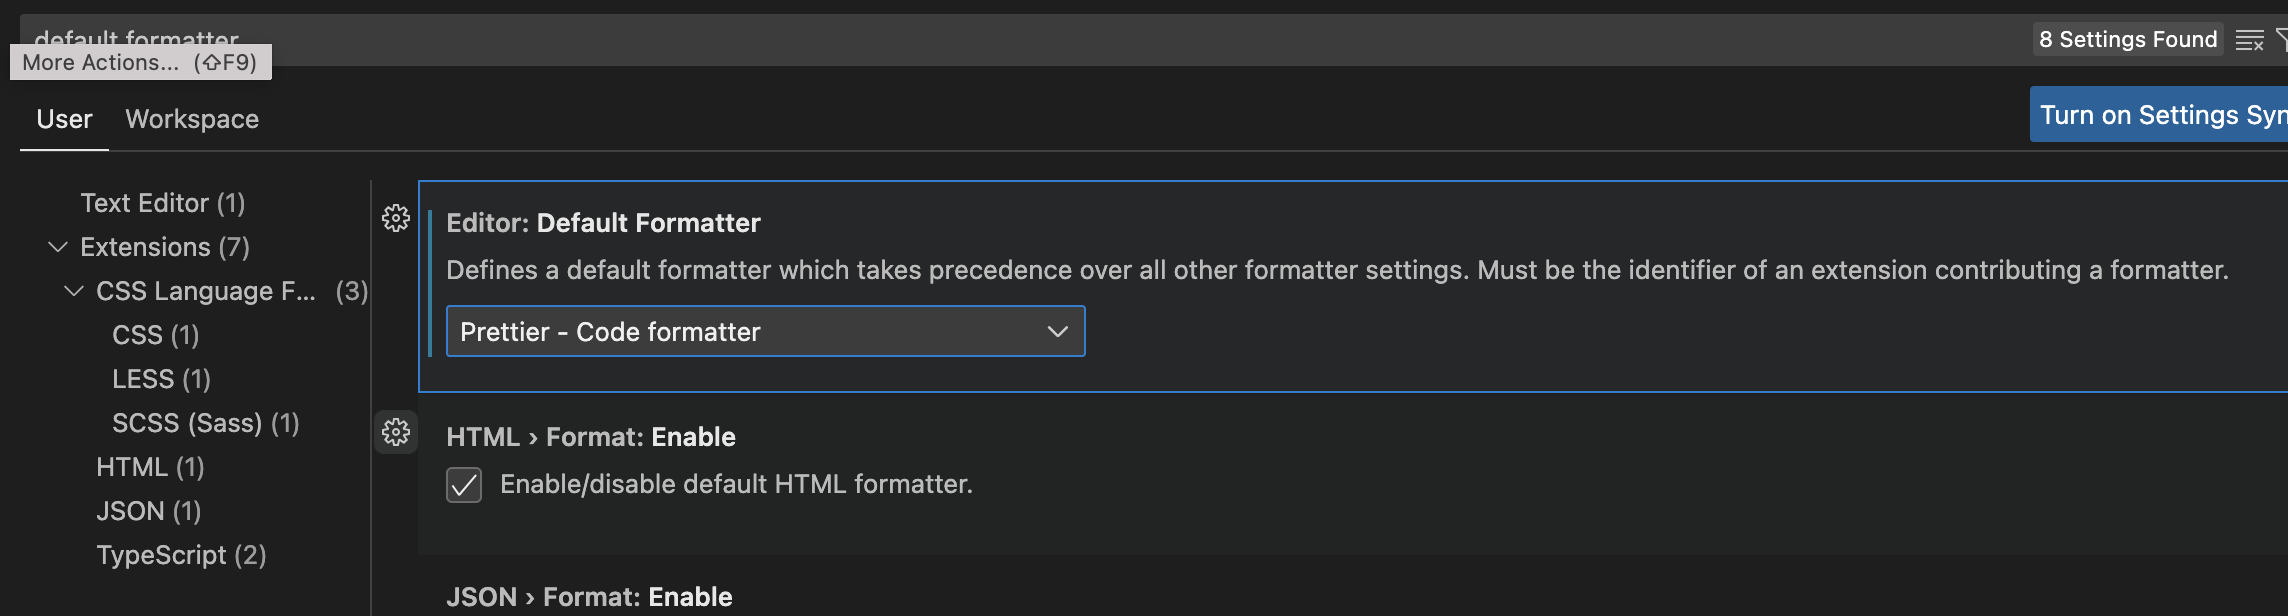 default formatter
8 Settings Found
More Actions... (⇧F9)
User
Workspace
Turn on Settings Syn
Text Editor (1)
Extensions (7)
CSS Language F... (3)
CSS (1)
LESS (1)
SCSS (Sass) (1)
HTML (1)
JSON (1)
TypeScript (2)
Editor: Default Formatter
Defines a default formatter which takes precedence over all other formatter settings. Must be the identifier of an extension contributing a formatter.
Prettier - Code formatter
HTML › Format: Enable
Enable/disable default HTML formatter.
JSON › Format: Enable